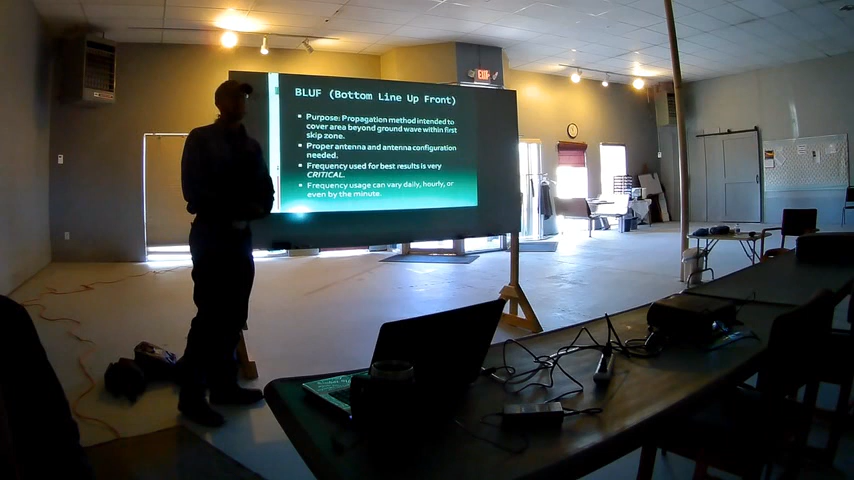 EXIT
BLUF (Bottom Line Up Front)
Purpose: Propagation method intended to
cover area beyond ground wave within first
skip zone.
Proper antenna and antenna configuration
needed.
Frequency used for best results is very
CRITICAL.
Frequency usage can vary daily, hourly, or
even by the minute.